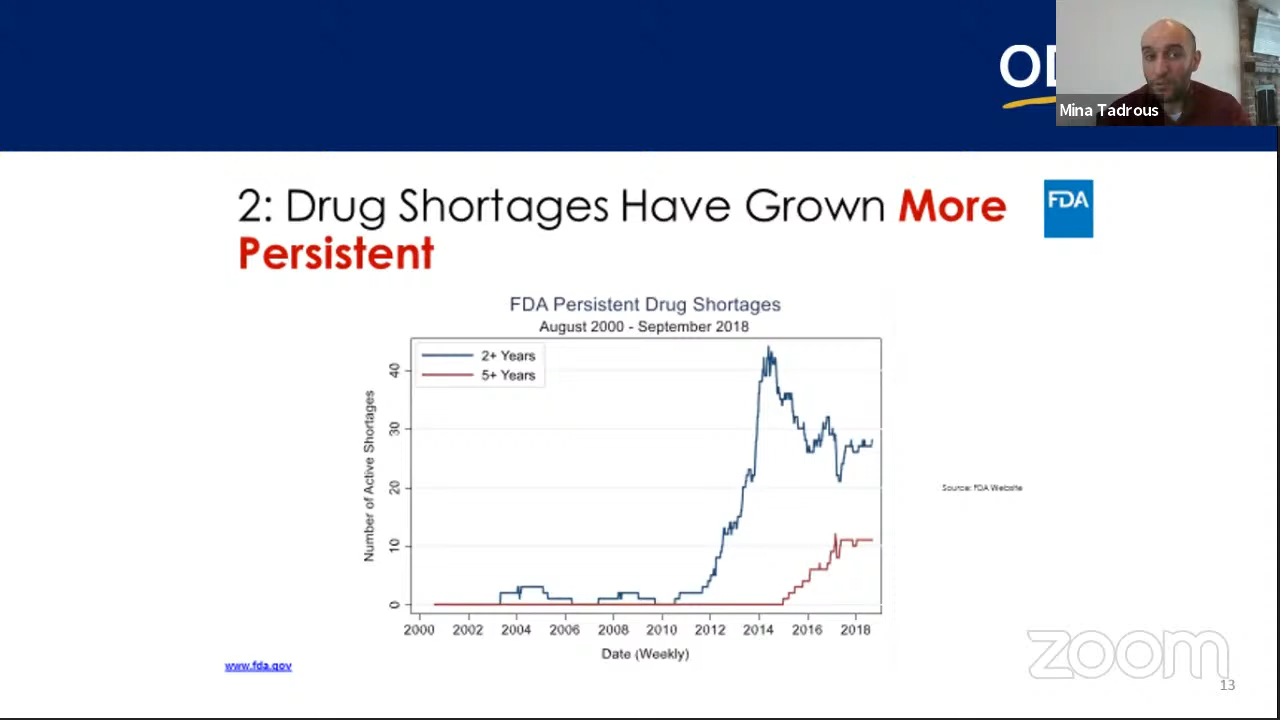 OD
Mina Tadrous
2: Drug Shortages Have Grown More
Persistent
FDA
FDA Persistent Drug Shortages
August 2000 - September 2018
2+ Years
5+ Years
Number of Active Shortages
40
30
20
10
0
2000 2002 2004 2006 2008 2010 2012 2014 2016 2018
Date (Weekly)
Source: FDA Website
www.fda.gov
zoom
13